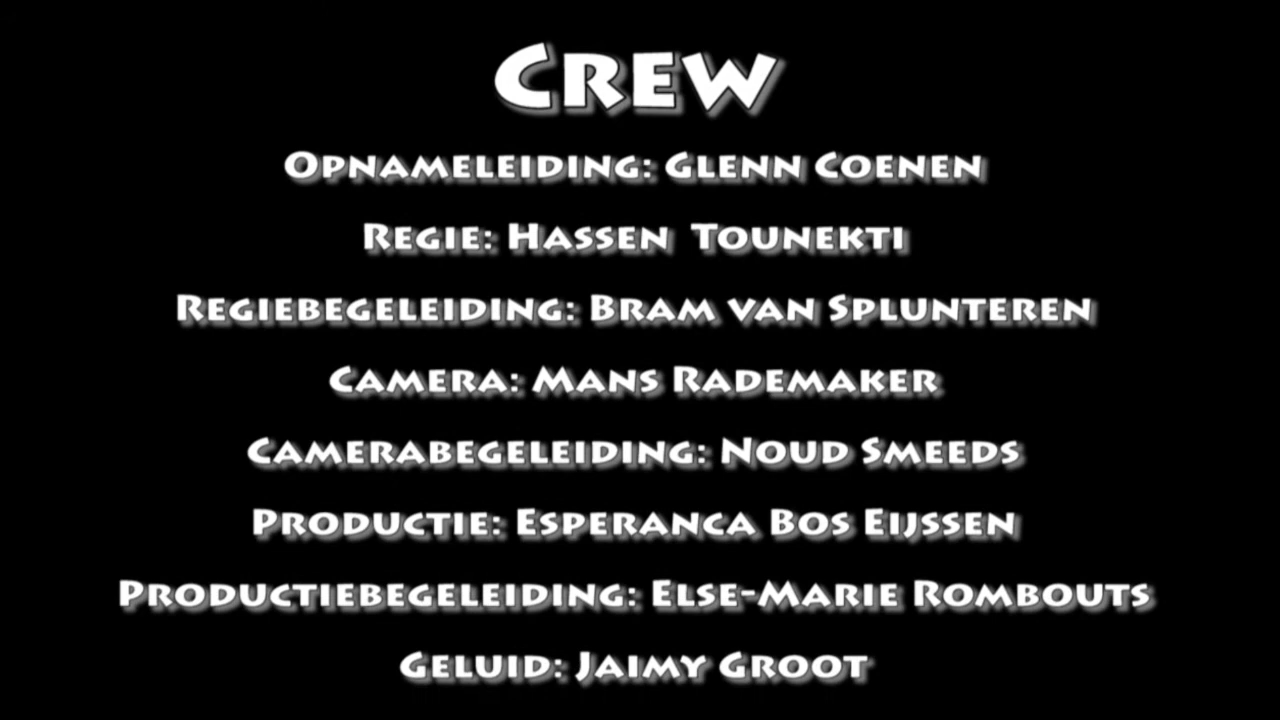 Crew
Opnameleiding: Glenn Coenen
Regie: Hassen Tounekti
Regiebegeleiding: Bram van Splunteren
Camera: Mans Rademaker
Camerabegeleiding: Noud Smeeds
Productie: Esperanca Bos Eijssen
Productiebegeleiding: Else-Marie Rombouts
Geluid: Jaimy Groot